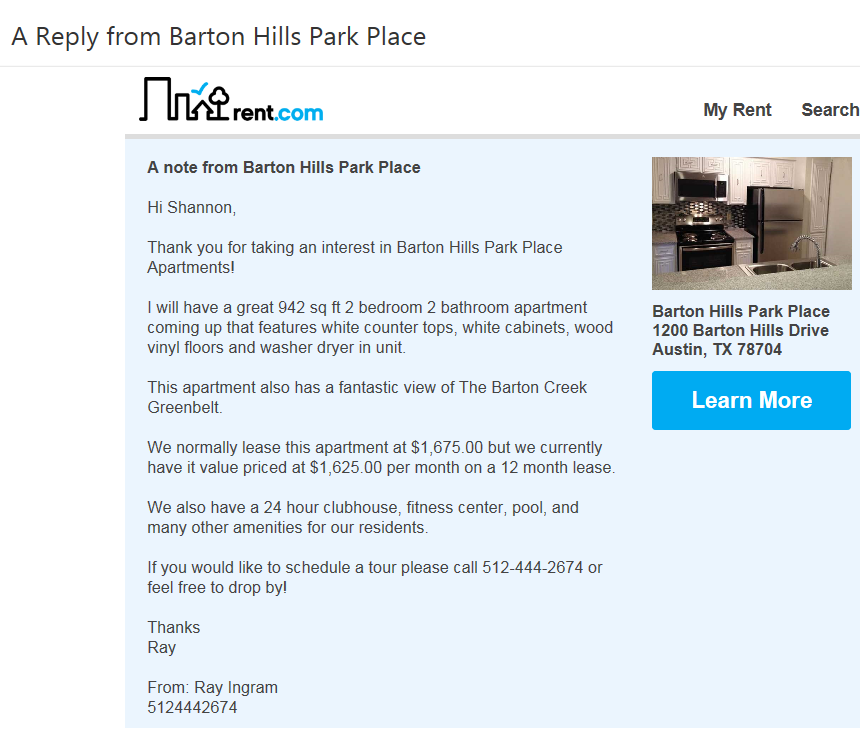 A Reply from Barton Hills Park Place
rent.com
My Rent Search
A note from Barton Hills Park Place
Hi Shannon,
Thank you for taking an interest in Barton Hills Park Place
Apartments!
I will have a great 942 sq ft 2 bedroom 2 bathroom apartment
coming up that features white counter tops, white cabinets, wood
vinyl floors and washer dryer in unit.
This apartment also has a fantastic view of The Barton Creek
Greenbelt.
We normally lease this apartment at $1,675.00 but we currently
have it value priced at $1,625.00 per month on a 12 month lease.
We also have a 24 hour clubhouse, fitness center, pool, and
many other amenities for our residents.
If you would like to schedule a tour please call 512-444-2674 or
feel free to drop by!
Thanks
Ray
From: Ray Ingram
5124442674
Barton Hills Park Place
1200 Barton Hills Drive
Austin, TX 78704
Learn More